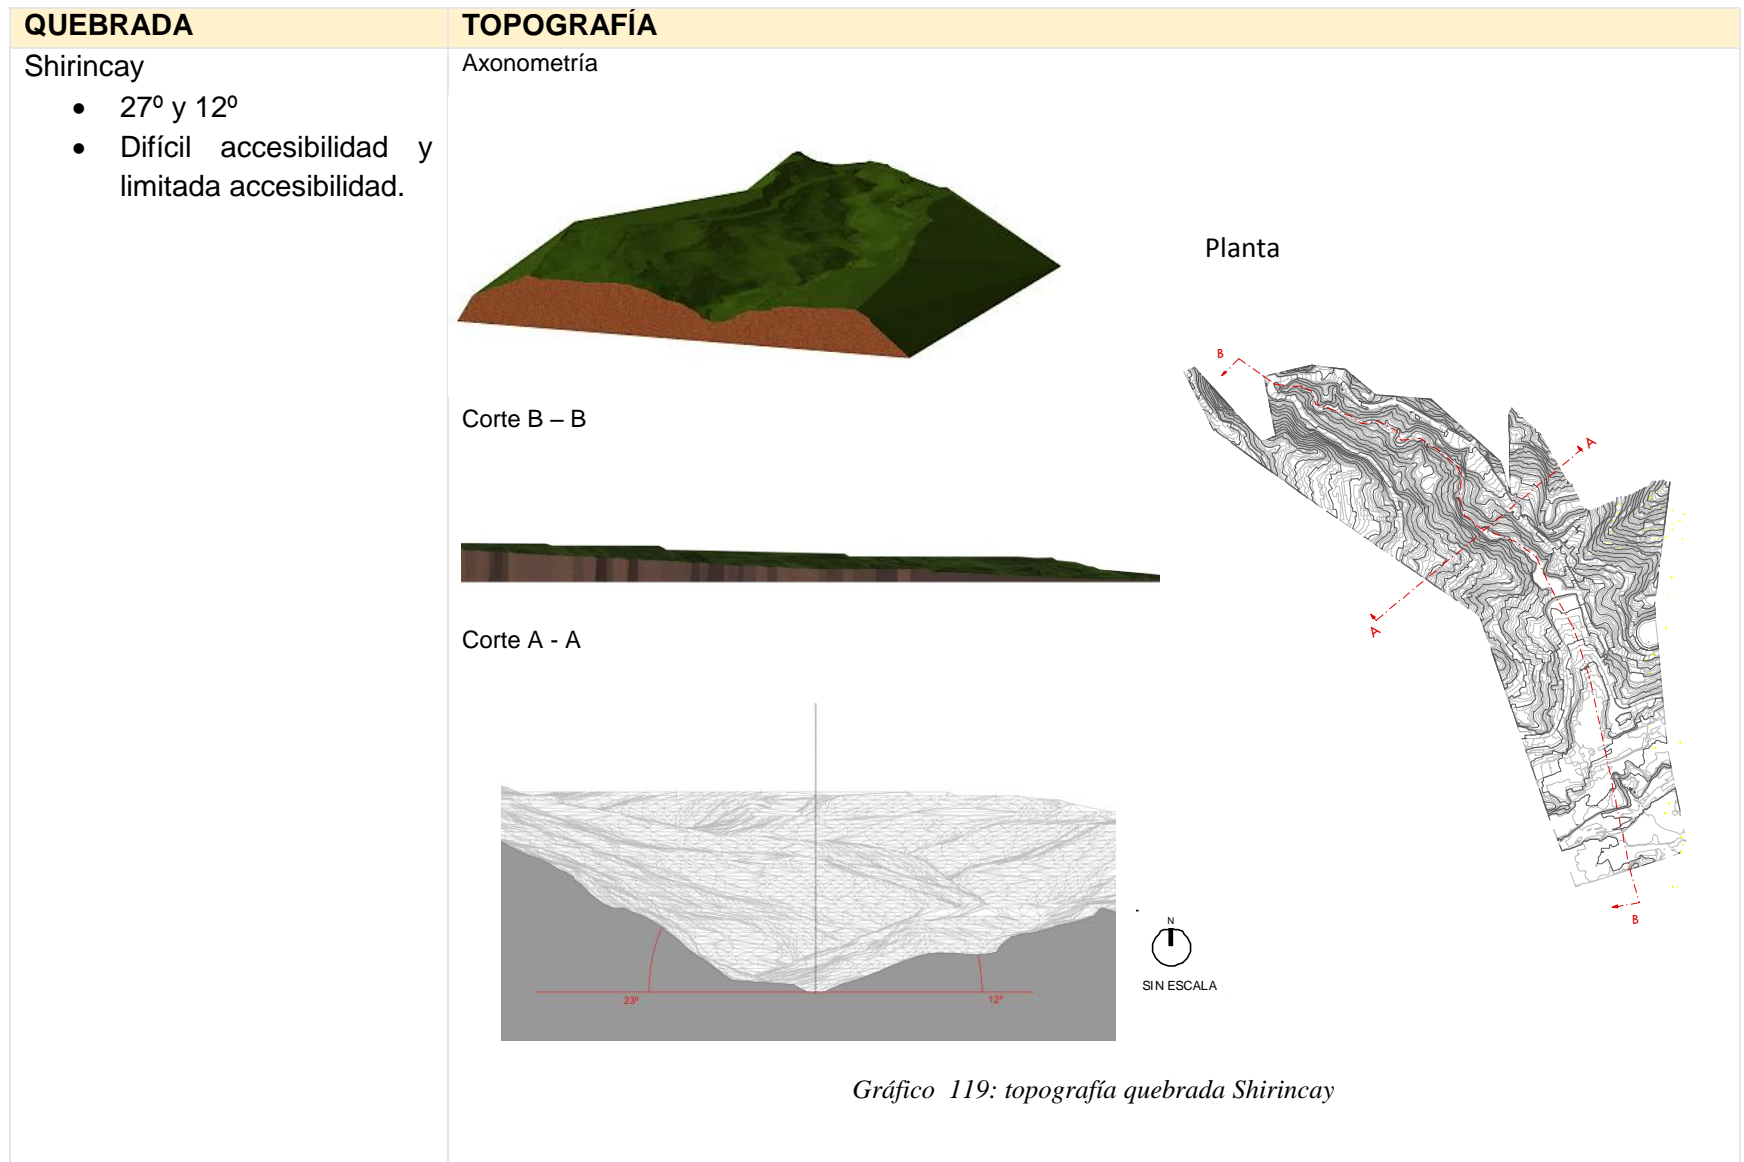 QUEBRADA
TOPOGRAFÍA
Shirincay
• 27º y 12º
• Difícil accesibilidad y
limitada accesibilidad.
Axonometría
Planta
Corte B – B
Corte A - A
23º
12º
B
A
A
B
N
SIN ESCALA
Gráfico 119: topografía quebrada Shirincay